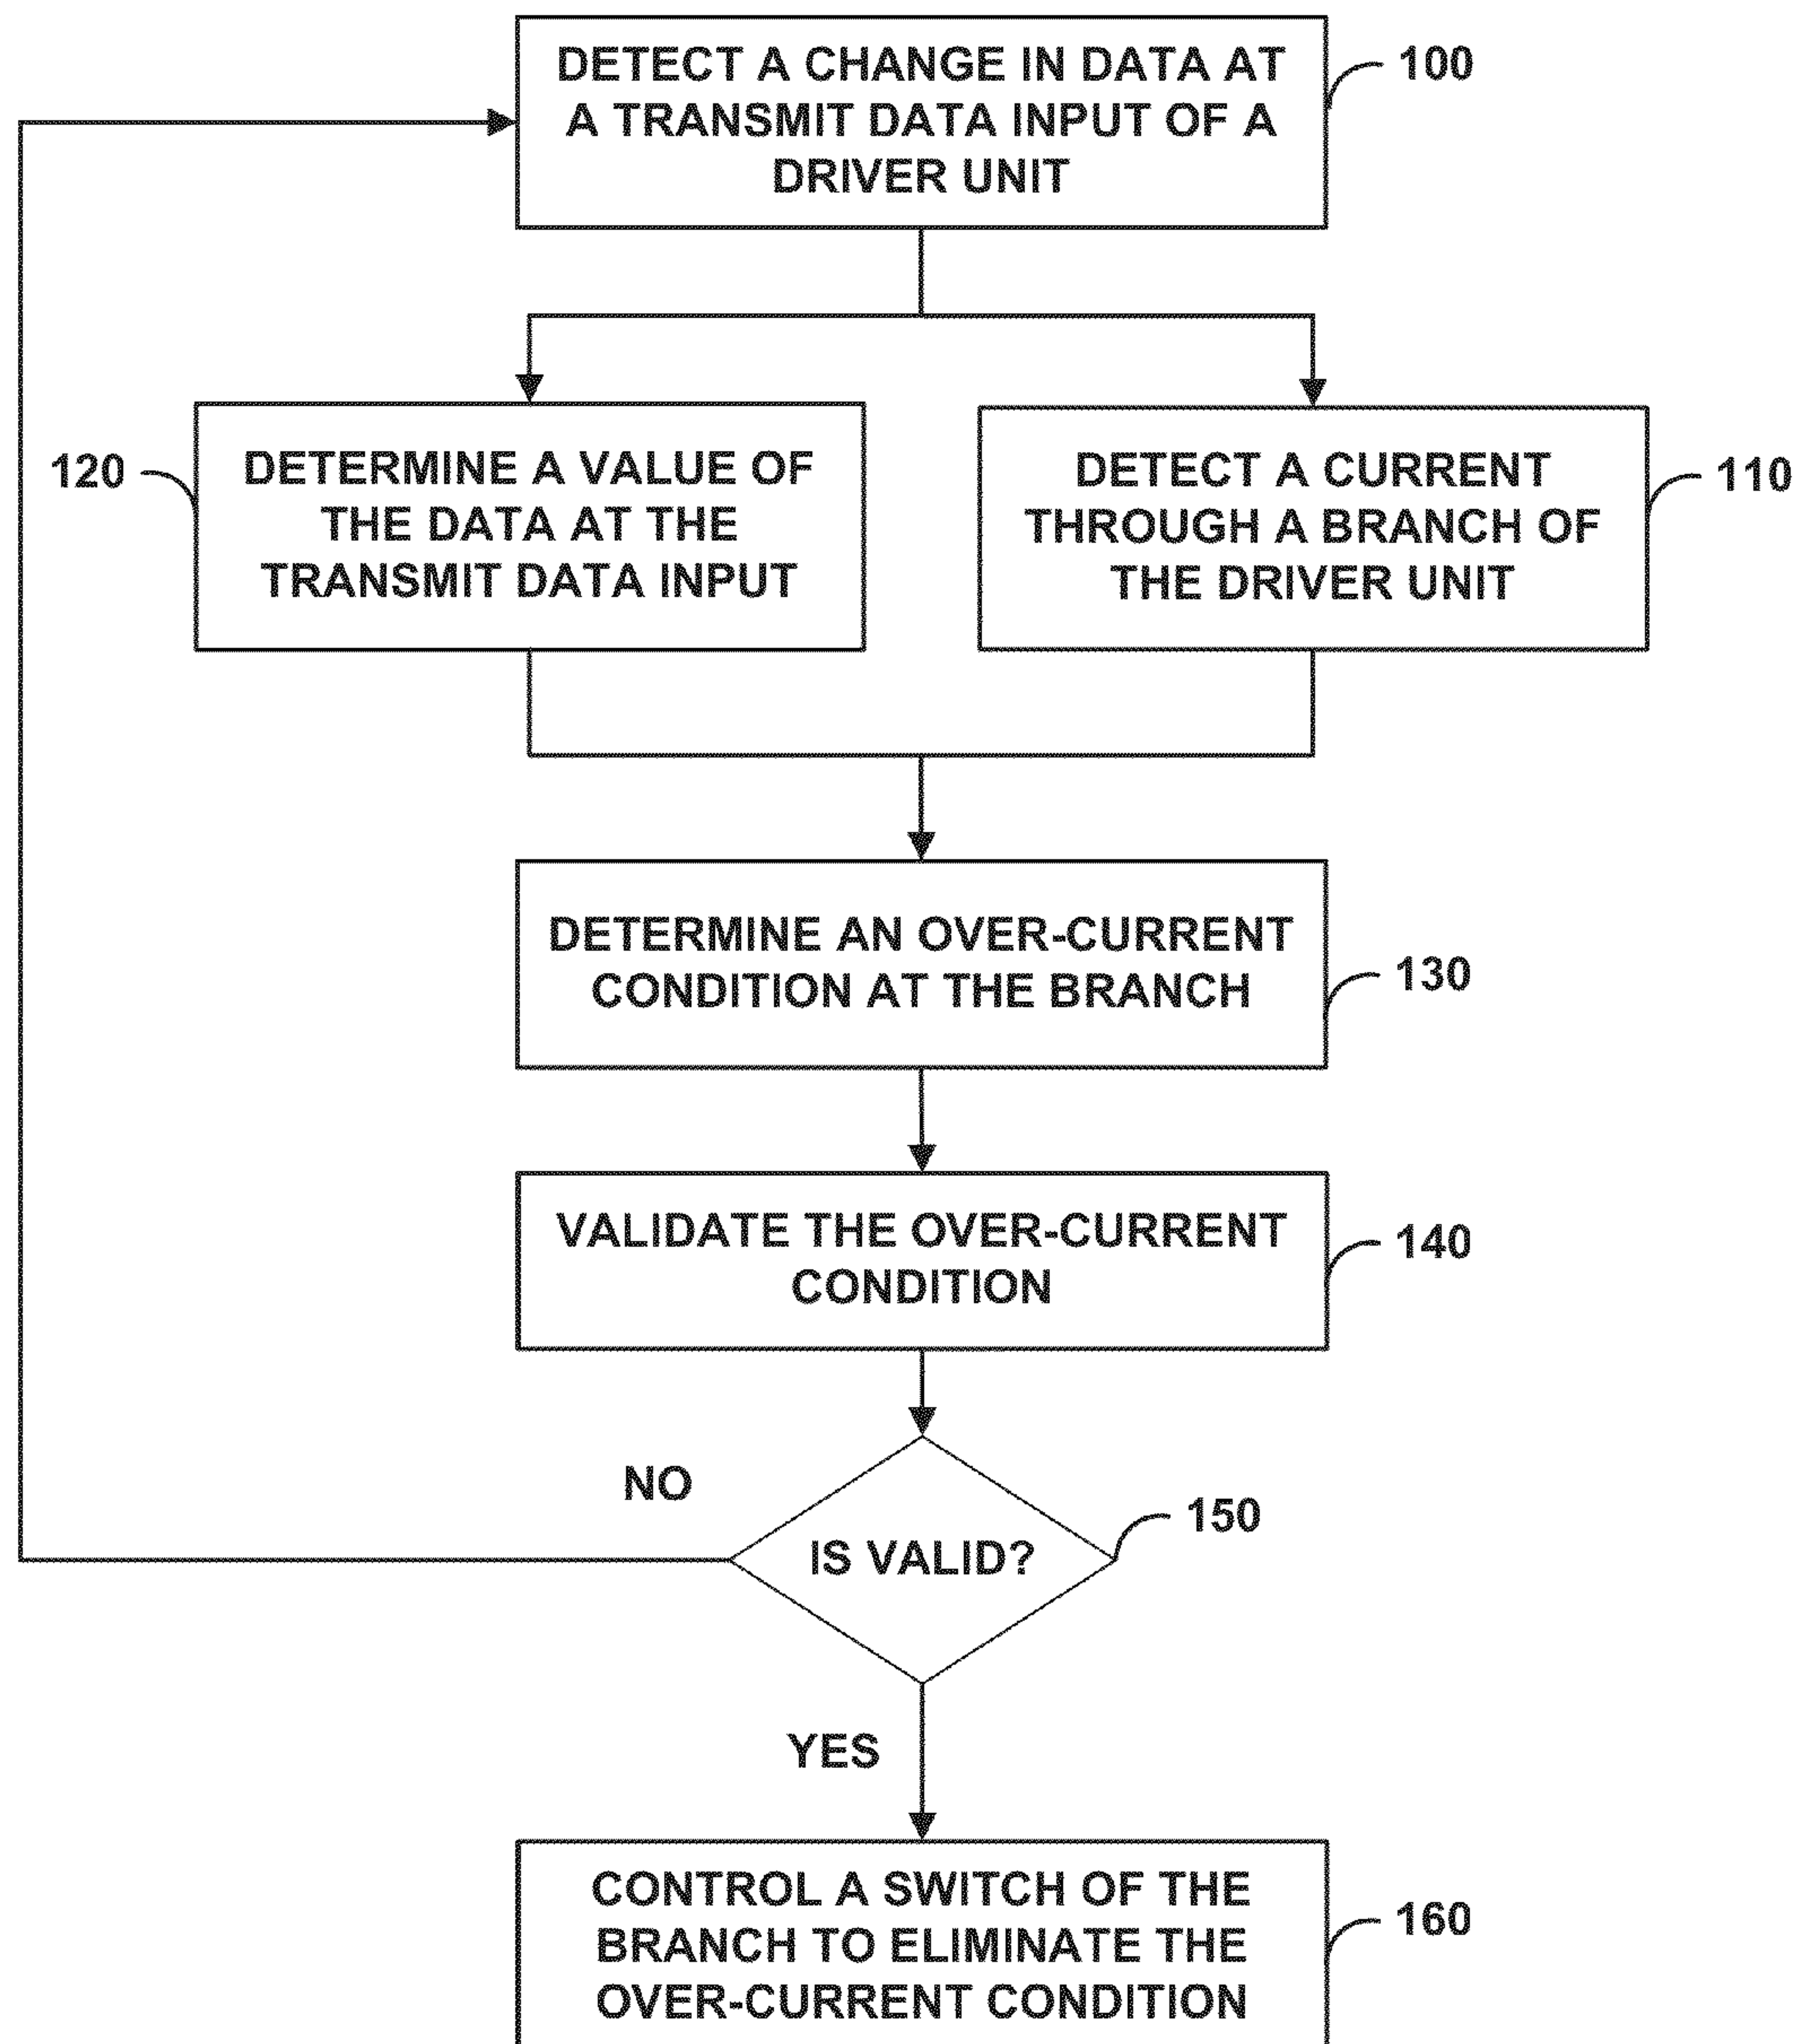 DETECT A CHANGE IN DATA AT
A TRANSMIT DATA INPUT OF A
DRIVER UNIT
100
120
DETERMINE A VALUE OF
THE DATA AT THE
TRANSMIT DATA INPUT
DETECT A CURRENT
THROUGH A BRANCH OF
THE DRIVER UNIT
110
DETERMINE AN OVER-CURRENT
CONDITION AT THE BRANCH
130
VALIDATE THE OVER-CURRENT
CONDITION
140
NO
IS VALID?
150
YES
CONTROL A SWITCH OF THE
BRANCH TO ELIMINATE THE
OVER-CURRENT CONDITION
160